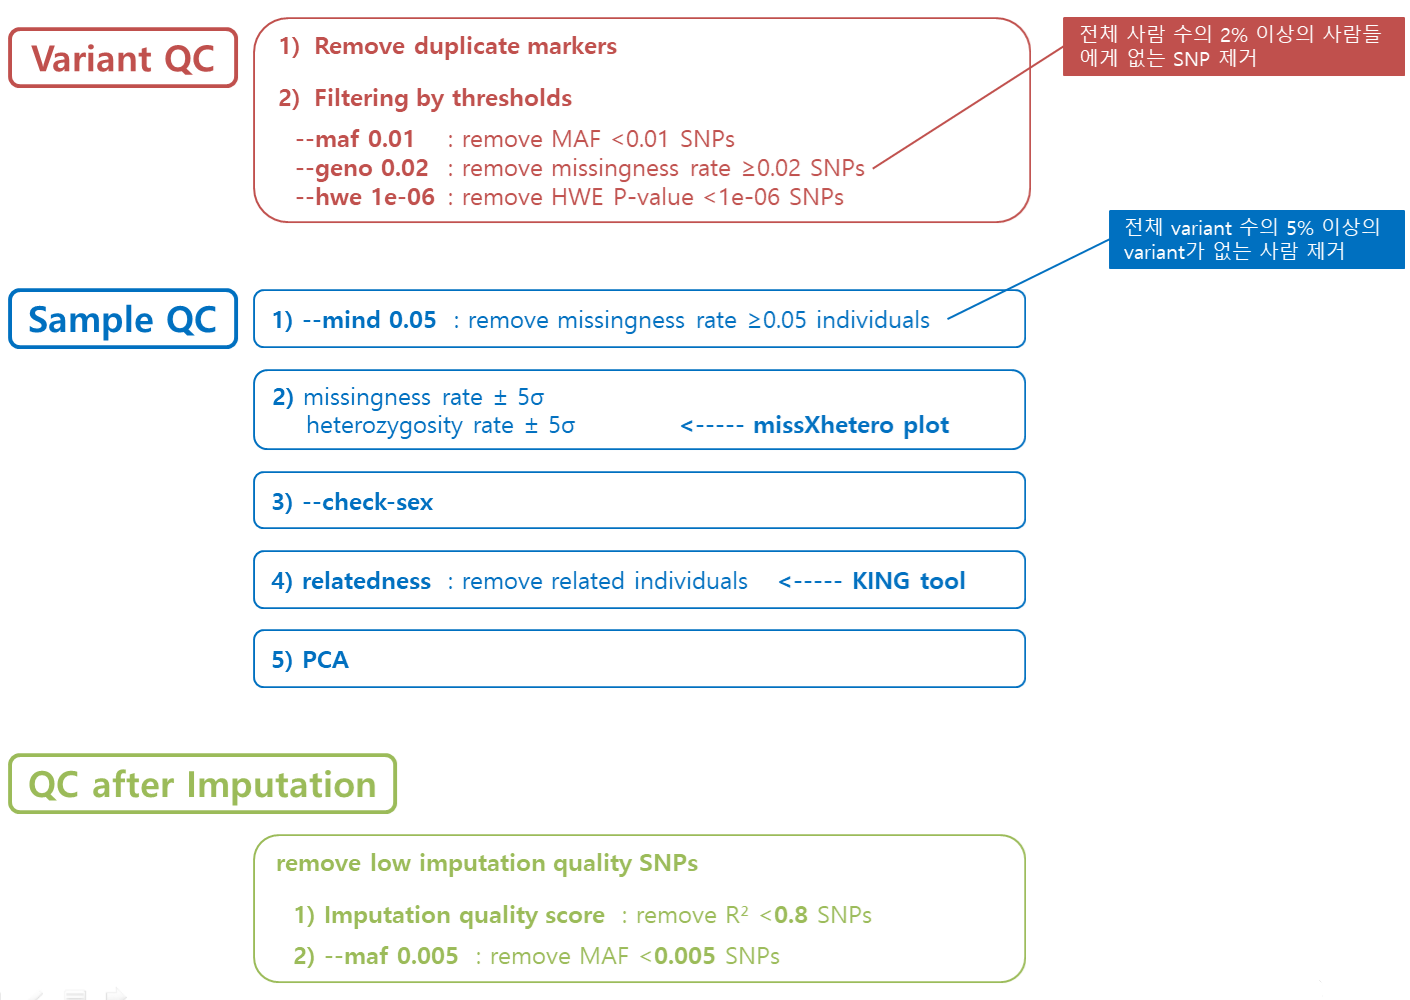 Variant QC
1) Remove duplicate markers
2) Filtering by thresholds
--maf 0.01 : remove MAF <0.01 SNPs
--geno 0.02 : remove missingness rate ≥0.02 SNPs
--hwe 1e-06 : remove HWE P-value <1e-06 SNPs
전체 사람 수의 2% 이상의 사람들
에게 없는 SNP 제거
전체 variant 수의 5% 이상의
variant가 없는 사람 제거
Sample QC
1) --mind 0.05 : remove missingness rate ≥0.05 individuals
2) missingness rate ± 5σ
heterozygosity rate ± 5σ <----- missXhetero plot
3) --check-sex
4) relatedness : remove related individuals <----- KING tool
5) PCA
QC after Imputation
remove low imputation quality SNPs
1) Imputation quality score : remove R² <0.8 SNPs
2) --maf 0.005 : remove MAF <0.005 SNPs